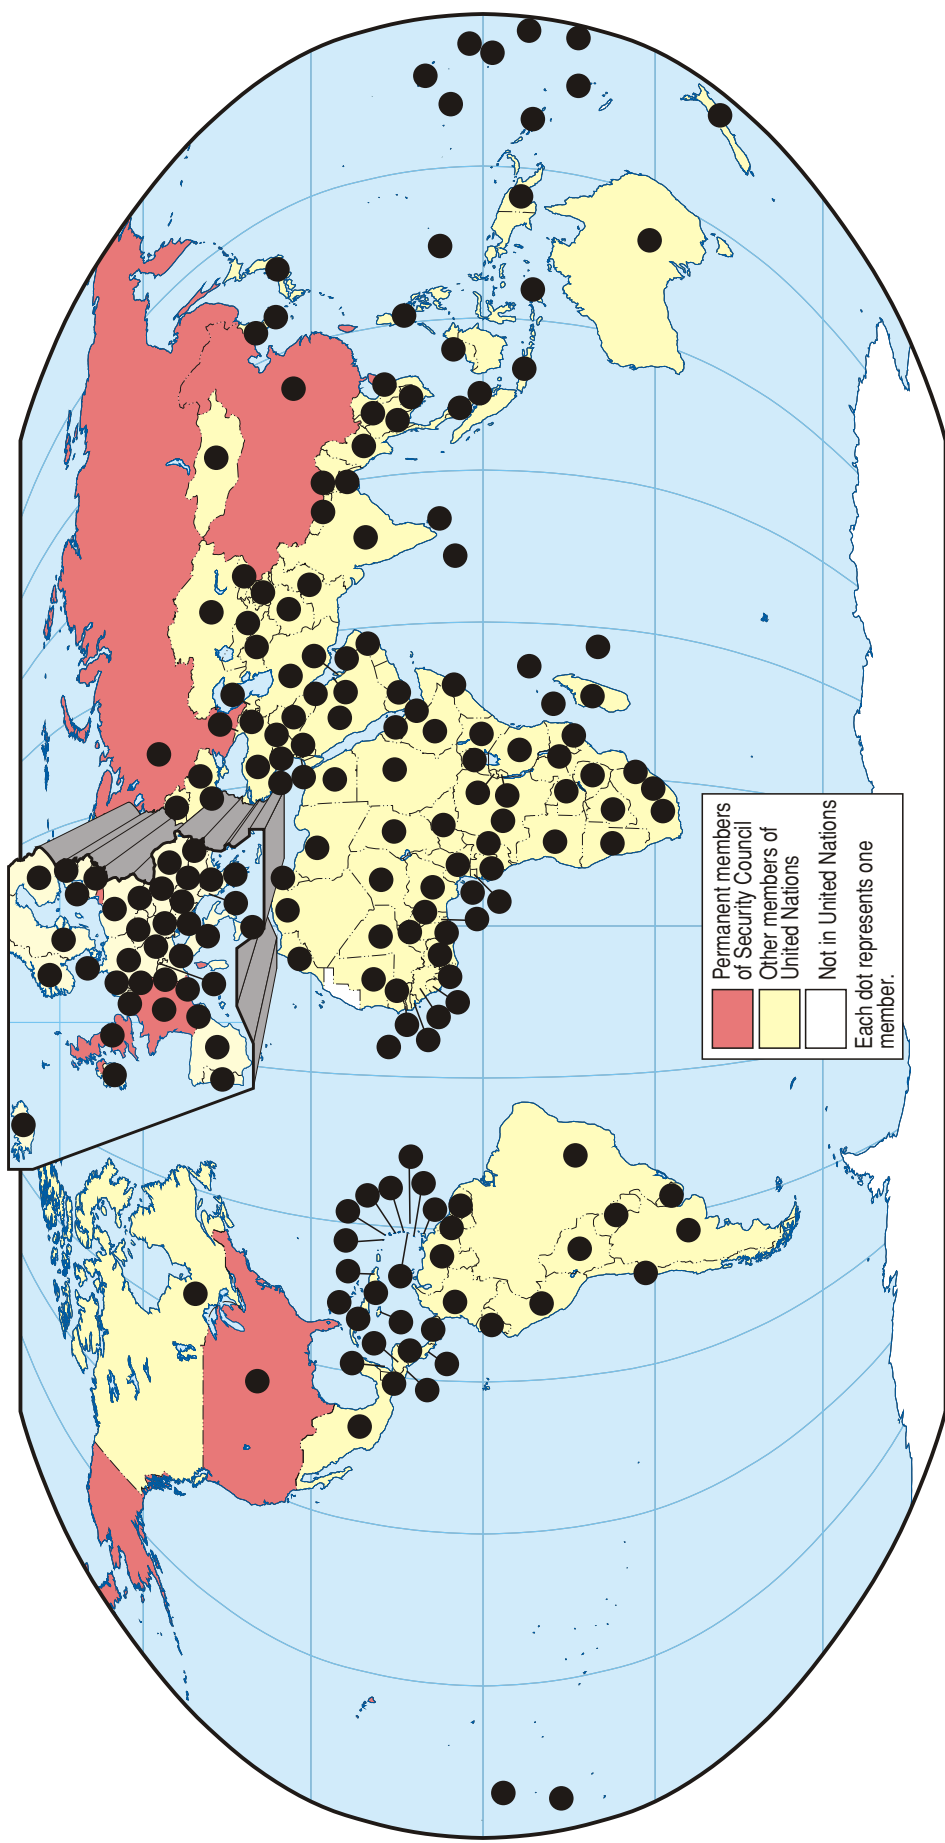 Permanent members
of Security Council
Other members of
United Nations
Not in United Nations
Each dot represents one
member.